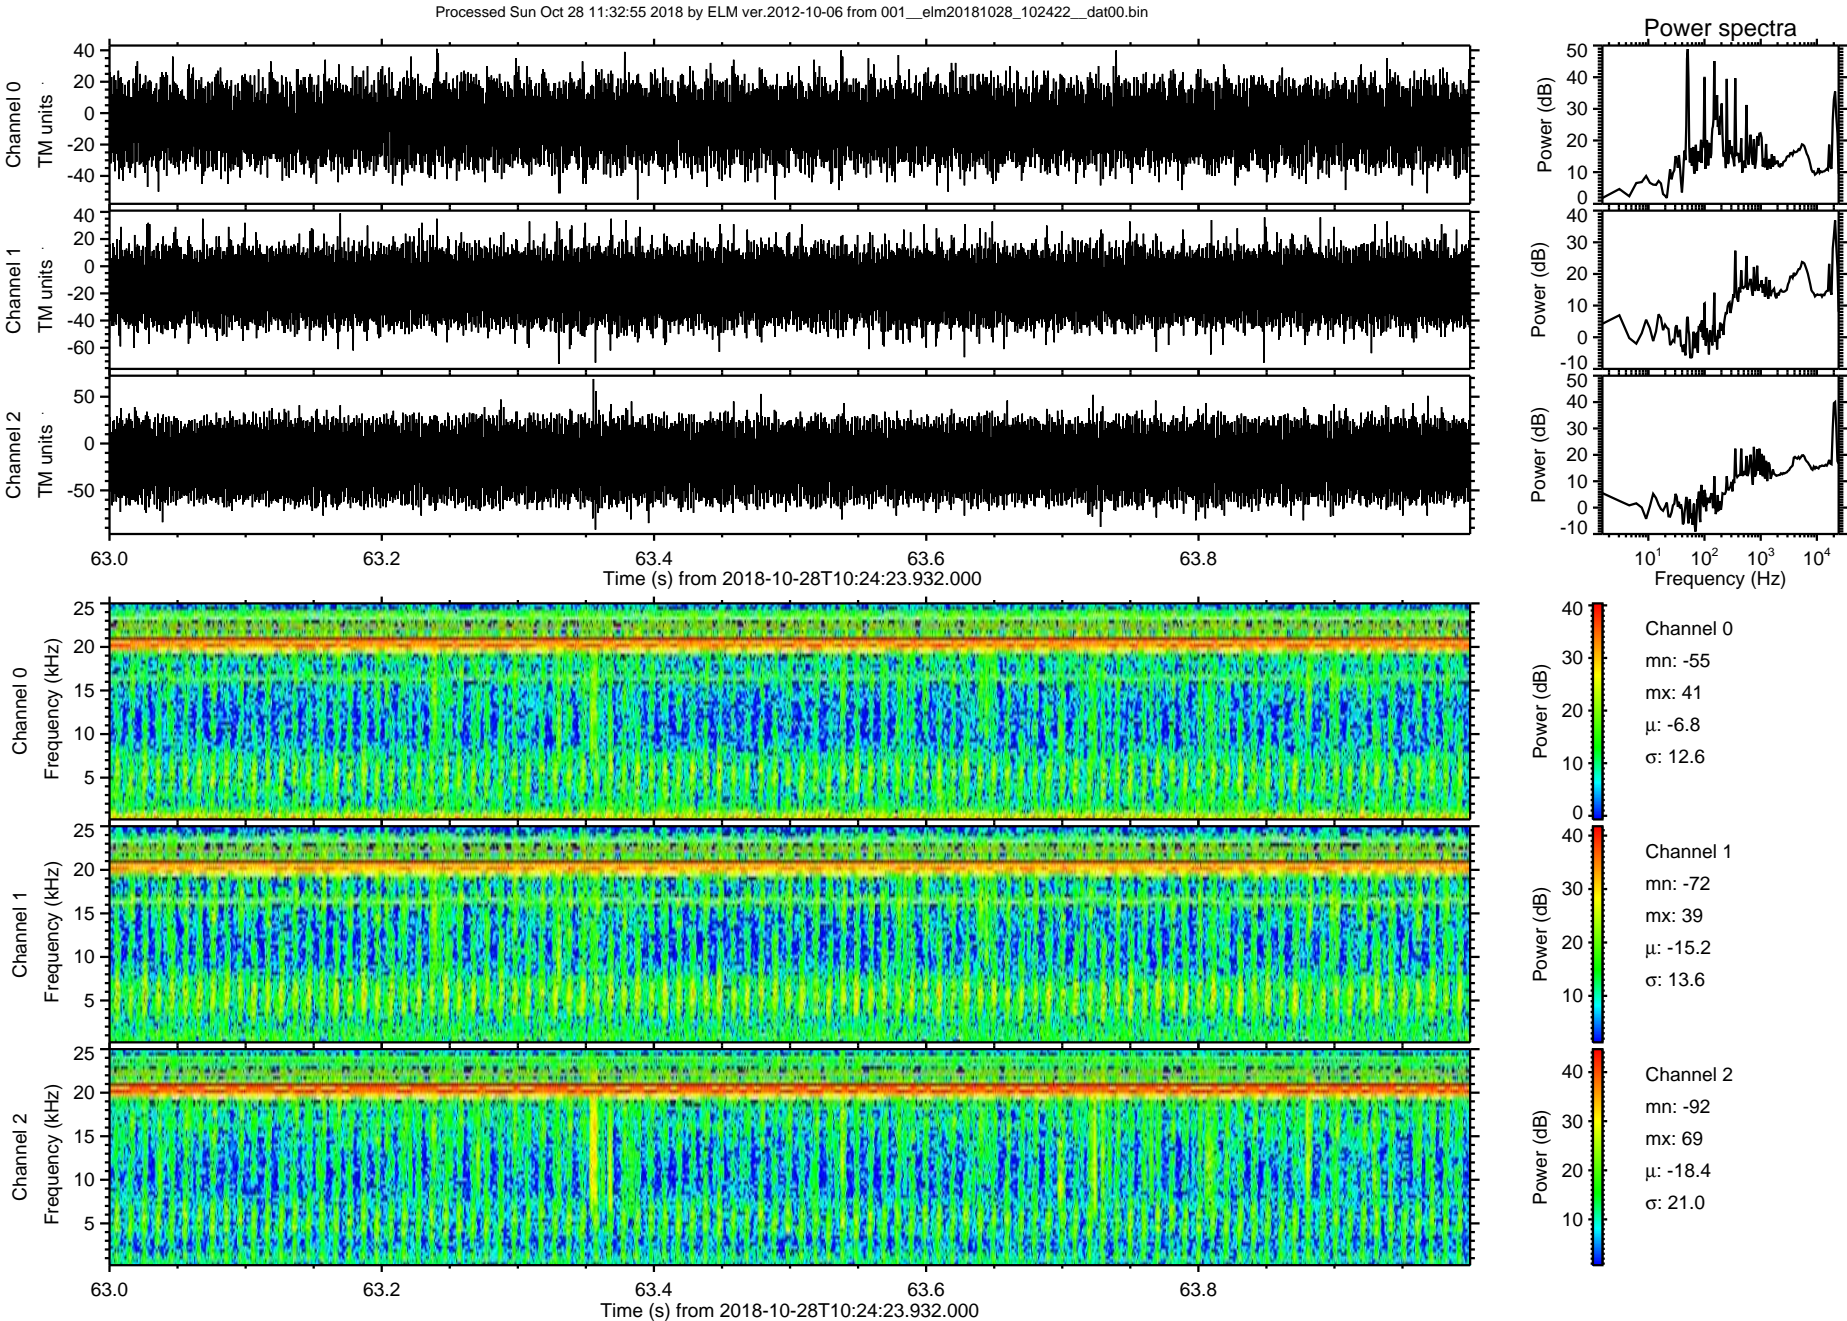 Processed Sun Oct 28 11:32:55 2018 by ELM ver.2012-10-06 from 001__elm20181028_102422__dat00.bin
Power spectra
Channel 0
TM units
40
20
0
-20
-40
Power (dB)
50
40
30
20
10
0
Channel 1
TM units
40
20
0
-20
-40
-60
Power (dB)
40
30
20
10
0
-10
Channel 2
TM units
50
0
-50
Power (dB)
50
40
30
20
10
0
-10
63.0 63.2 63.4 63.6 63.8
Time (s) from 2018-10-28T10:24:23.932.000
10^1 10^2 10^3 10^4
Frequency (Hz)
Channel 0
Frequency (kHz)
25
20
15
10
5
Power (dB)
40
30
20
10
0
Channel 0
mn: -55
mx: 41
μ: -6.8
σ: 12.6
Channel 1
Frequency (kHz)
25
20
15
10
5
Power (dB)
40
30
20
10
Channel 1
mn: -72
mx: 39
μ: -15.2
σ: 13.6
Channel 2
Frequency (kHz)
25
20
15
10
5
Power (dB)
40
30
20
10
Channel 2
mn: -92
mx: 69
μ: -18.4
σ: 21.0
63.0 63.2 63.4 63.6 63.8
Time (s) from 2018-10-28T10:24:23.932.000